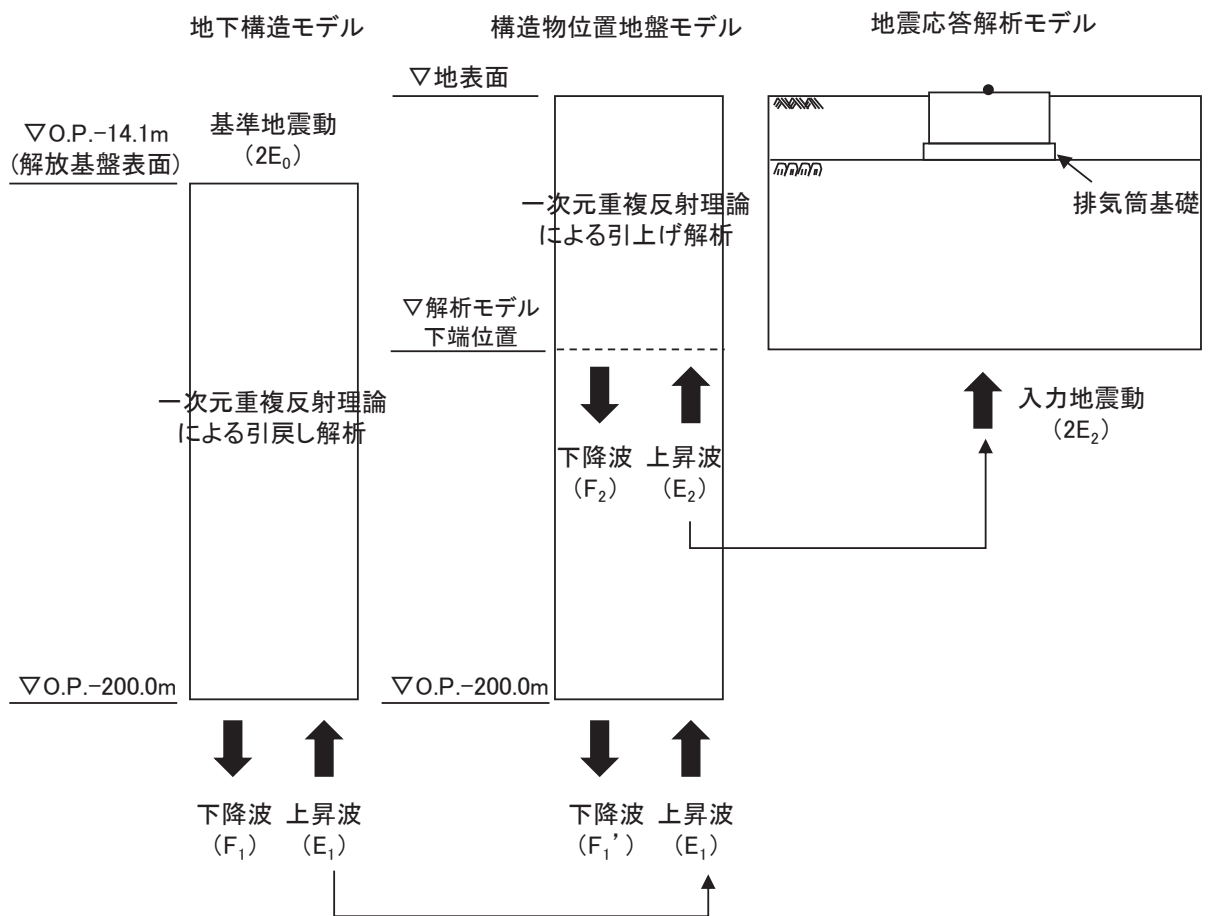 地下構造モデル
構造物位置地盤モデル
地震応答解析モデル
▽O.P.-14.1m
(解放基盤表面)
基準地震動
(2E₀)
一次元重複反射理論
による引戻し解析
▽O.P.-200.0m
下降波
(F₁)
上昇波
(E₁)
▽地表面
一次元重複反射理論
による引上げ解析
▽解析モデル
下端位置
下降波
(F₂)
上昇波
(E₂)
▽O.P.-200.0m
下降波
(F₁’)
上昇波
(E₁)
排気筒基礎
入力地震動
(2E₂)